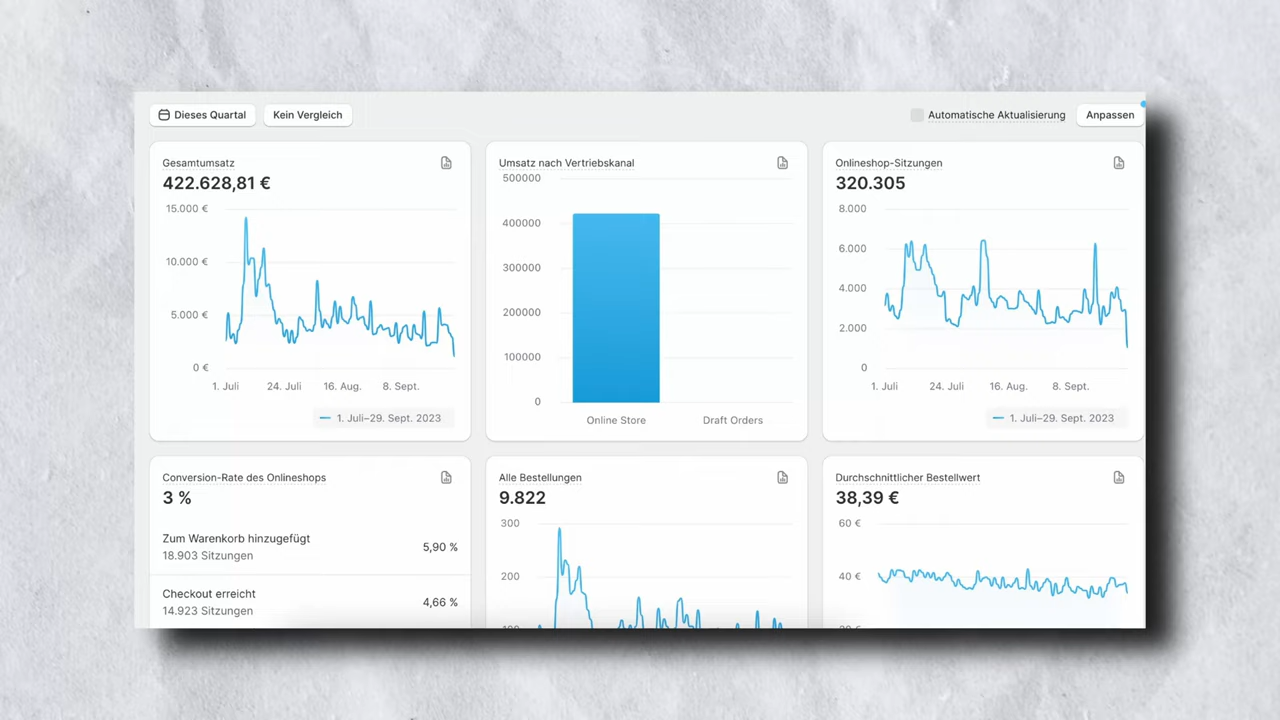 Dieses Quartal
Kein Vergleich
Automatische Aktualisierung
Anpassen
Gesamtumsatz
422.628,81 €
15.000 €
10.000 €
5.000 €
0 €
1. Juli
24. Juli
16. Aug.
8. Sept.
1. Juli–29. Sept. 2023
Umsatz nach Vertriebskanal
500000
400000
300000
200000
100000
0
Online Store
Draft Orders
Onlineshop-Sitzungen
320.305
8.000
6.000
4.000
2.000
0
1. Juli
24. Juli
16. Aug.
8. Sept.
1. Juli–29. Sept. 2023
Conversion-Rate des Onlineshops
3 %
Zum Warenkorb hinzugefügt
18.903 Sitzungen
5,90 %
Checkout erreicht
14.923 Sitzungen
4,66 %
Alle Bestellungen
9.822
300
200
Durchschnittlicher Bestellwert
38,39 €
60 €
40 €